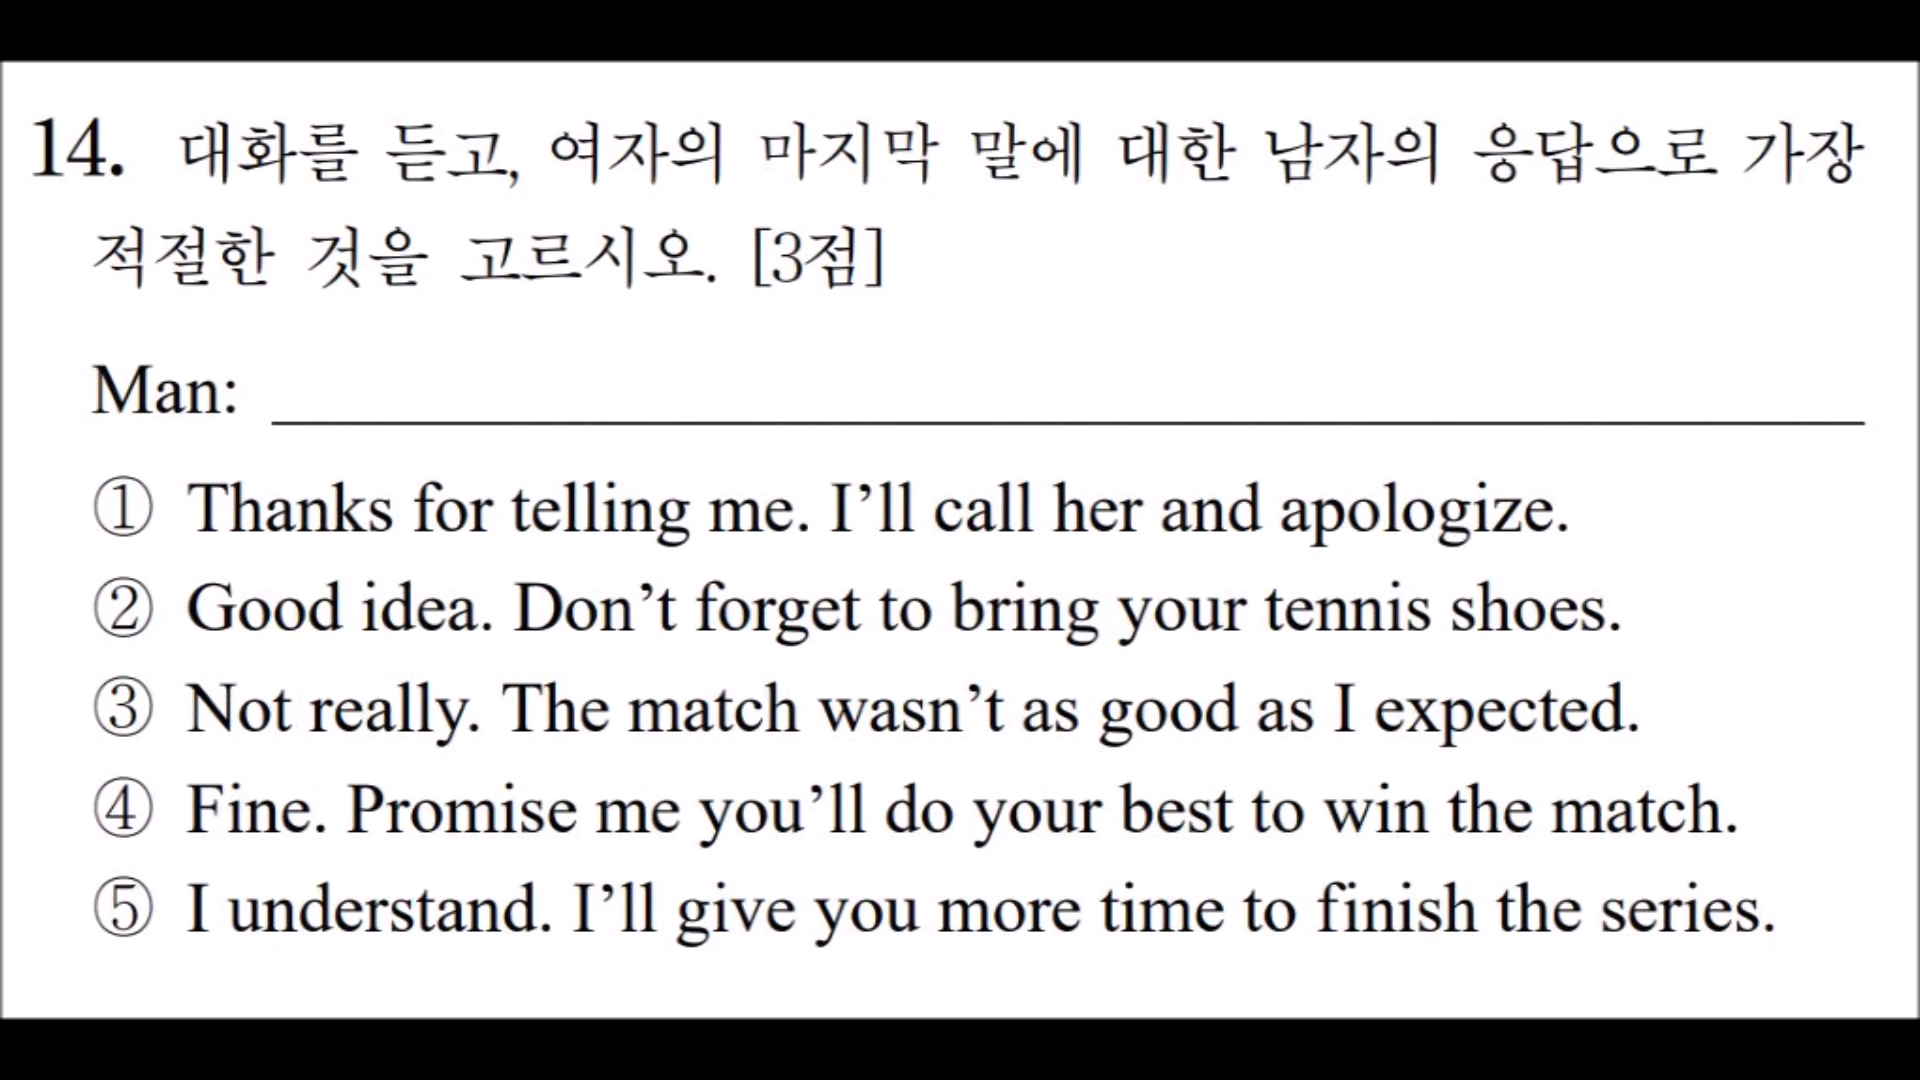 14. 대화를 듣고, 여자의 마지막 말에 대한 남자의 응답으로 가장
적절한 것을 고르시오. [3점]
Man: ________________________________________
① Thanks for telling me. I’ll call her and apologize.
② Good idea. Don’t forget to bring your tennis shoes.
③ Not really. The match wasn’t as good as I expected.
④ Fine. Promise me you’ll do your best to win the match.
⑤ I understand. I’ll give you more time to finish the series.